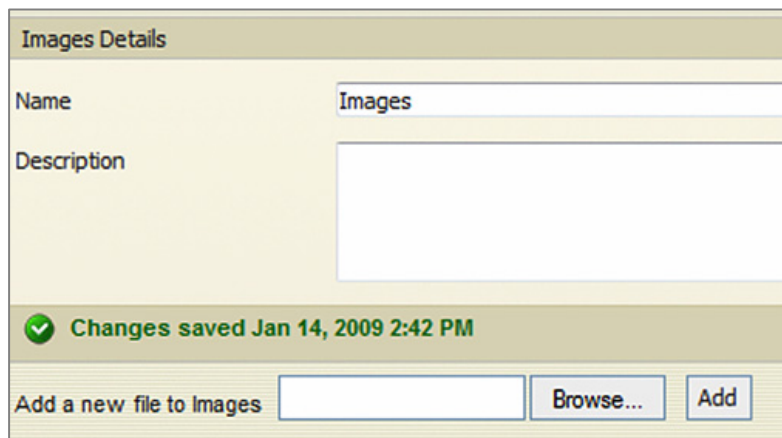 Images Details
Name Images
Description
Changes saved Jan 14, 2009 2:42 PM
Add a new file to Images Browse... Add